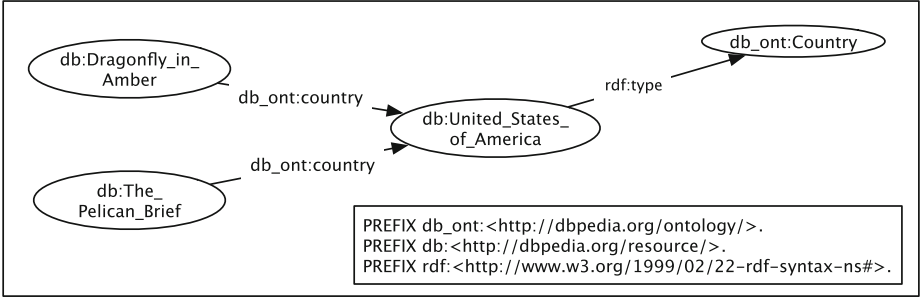 db:Dragonfly_in_
Amber
db_ont:country
db_ont:Country
rdf:type
db:United_States_
of_America
db_ont:country
db:The_
Pelican_Brief
PREFIX db_ont:<http://dbpedia.org/ontology/>.
PREFIX db:<http://dbpedia.org/resource/>.
PREFIX rdf:<http://www.w3.org/1999/02/22-rdf-syntax-ns#>.